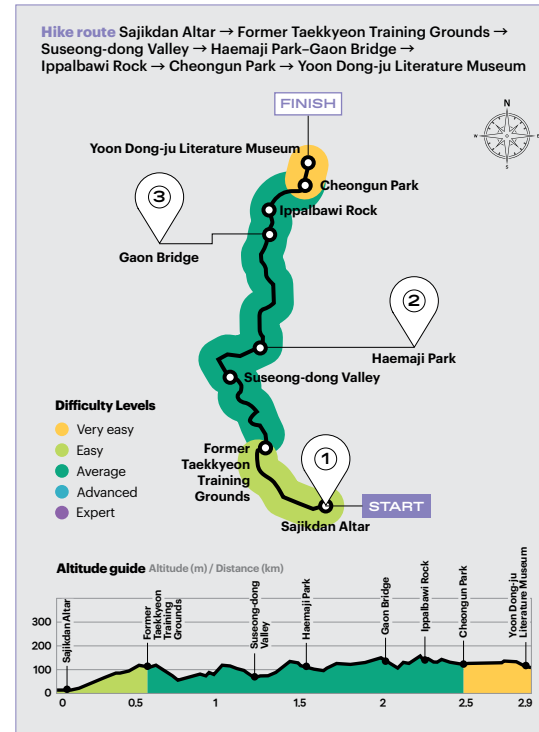 Hike route Sajikdan Altar → Former Taekkyeon Training Grounds →
Suseong-dong Valley → Haemaji Park–Gaon Bridge →
Ippalbawi Rock → Cheongun Park → Yoon Dong-ju Literature Museum
FINISH
N
W
E
S
Yoon Dong-ju Literature Museum
Cheongun Park
3
Ippalbawi Rock
Gaon Bridge
2
Haemaji Park
Suseong-dong Valley
Difficulty Levels
Very easy
Easy
Average
Advanced
Expert
Former
Taekkyeon
Training
Grounds
1
START
Sajikdan Altar
Altitude guide Altitude (m) / Distance (km)
Sajikdan Altar
Former
Taekkyeon
Training
Grounds
Suseong-dong
Valley
Haemaji Park
Gaon Bridge
Ippalbawi Rock
Cheongun Park
Yoon Dong-ju
Literature Museum
300
200
100
0
0 0.5 1 1.5 2 2.5 2.9